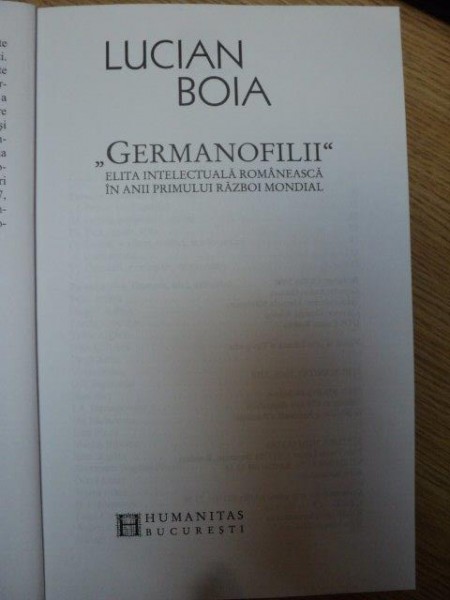 LUCIAN
BOIA
„GERMANOFILII“
ELITA INTELECTUALĂ ROMÂNEASCĂ
ÎN ANII PRIMULUI RĂZBOI MONDIAL
H HUMANITAS
BUCUREȘTI